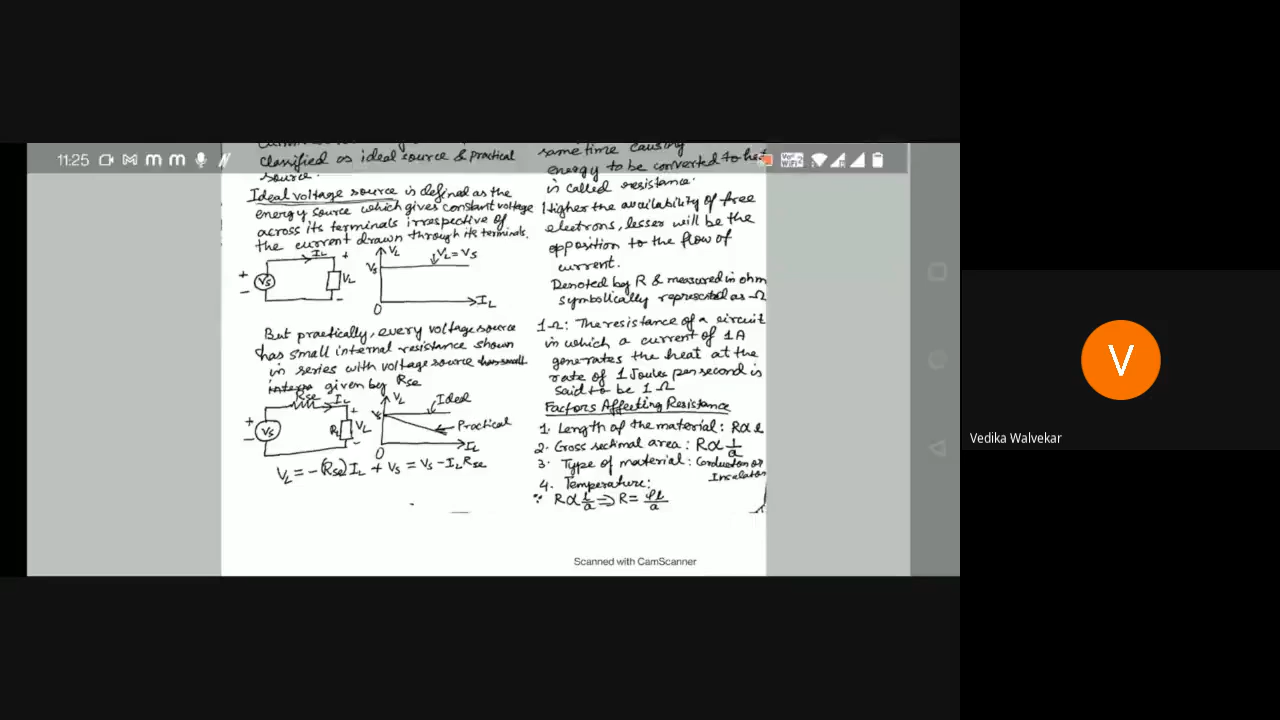 11:25
classified as ideal source & practical
source.
Ideal voltage source is defined as the
energy source which gives constant voltage
across its terminals irrespective of
the current drawn through its terminals.
IL + VL VL = VS
+ VS VL VS
- - O IL
But practically, every voltage source
has small internal resistance shown
in series with voltage source has small
interna given by Rse
Rse IL VL Ideal
+ VS RL + VL VS Practical
- - O IL
VL = -(Rse)IL + VS = VS - ILRse
same time causing
energy to be converted to heat
is called resistance.
Higher the availability of free
electrons, lesser will be the
opposition to the flow of
current.
Denoted by R & measured in ohm
symbolically represented as Ω
1Ω: The resistance of a circuit
in which a current of 1A
generates the heat at the
rate of 1 Joules per second is
said to be 1Ω
Factors Affecting Resistance
1. Length of the material: R∝l
2. Cross sectional area: R∝1/a
3. Type of material: Conductor or
Insulator
4. Temperature:
∵ R∝l/a ⇒ R = ρl/a
Scanned with CamScanner
V
Vedika Walvekar